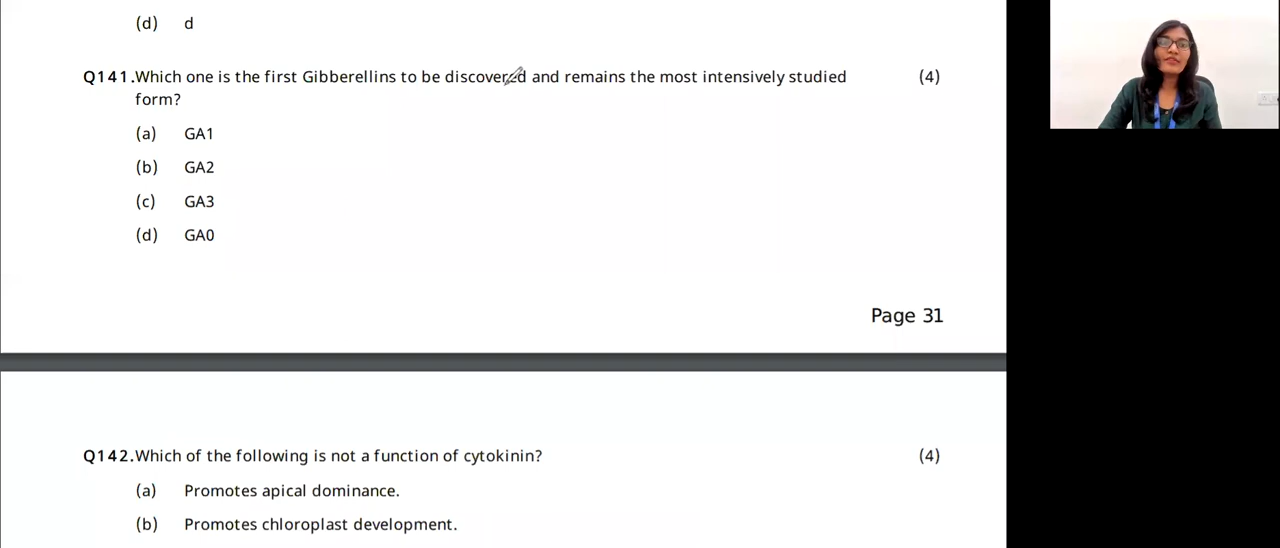 (d) d
Q141.Which one is the first Gibberellins to be discovered and remains the most intensively studied (4)
form?
(a) GA1
(b) GA2
(c) GA3
(d) GA0
Page 31
Q142.Which of the following is not a function of cytokinin? (4)
(a) Promotes apical dominance.
(b) Promotes chloroplast development.